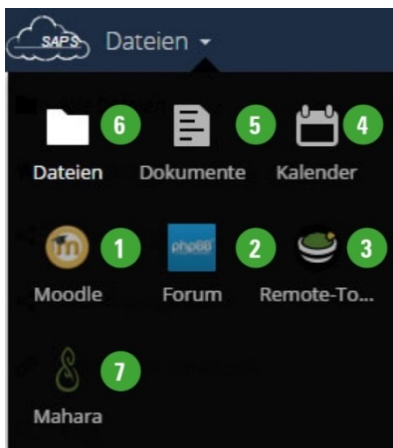 SAPS Dateien
6 5 4
Dateien Dokumente Kalender
m 1 phpBB 2 3
Moodle Forum Remote-To...
7
Mahara